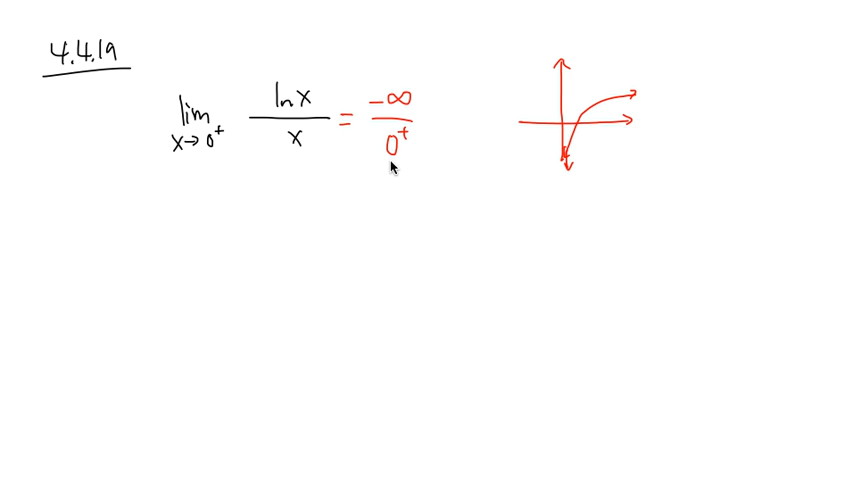 4.4.19
lim x→0⁺ ln x / x = -∞ / 0⁺